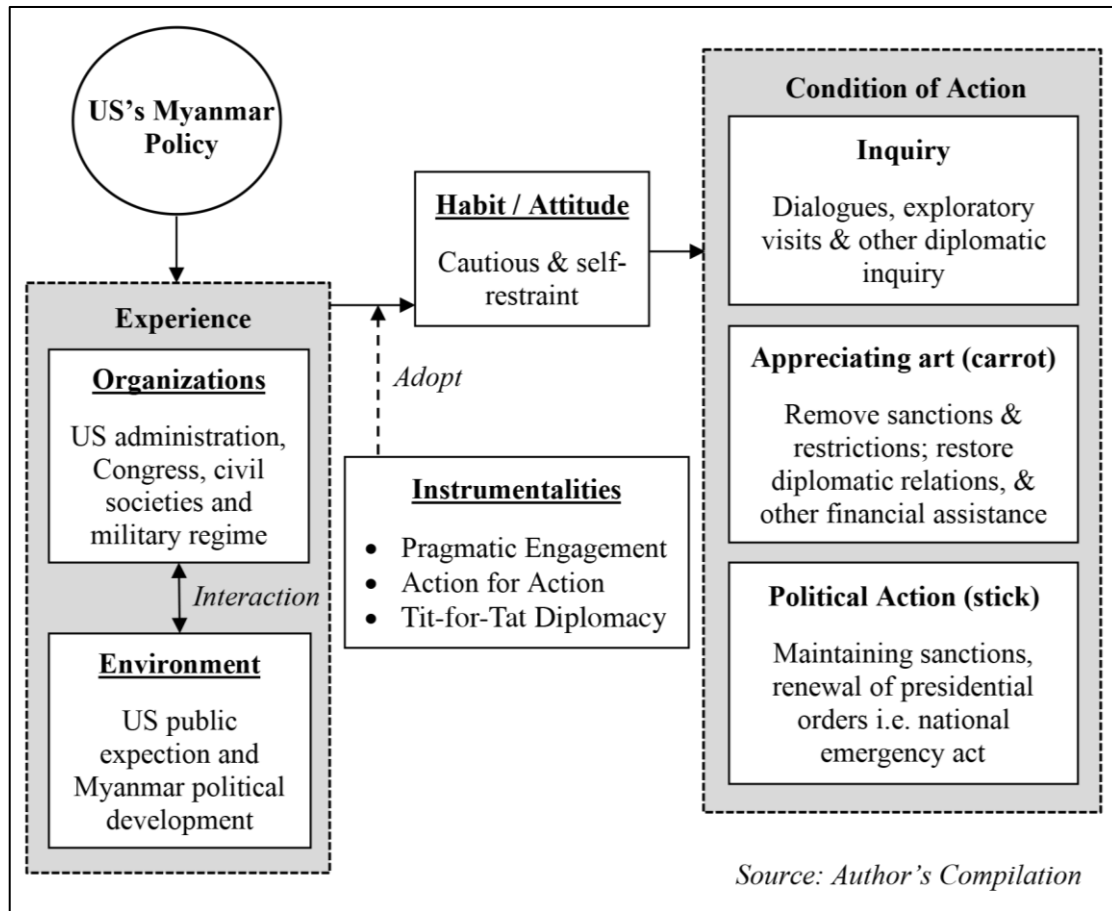 US's Myanmar
Policy
Experience
Organizations
US administration,
Congress, civil
societies and
military regime
Interaction
Environment
US public
expection and
Myanmar political
development
Habit / Attitude
Cautious & self-
restraint
Adopt
Instrumentalities
• Pragmatic Engagement
• Action for Action
• Tit-for-Tat Diplomacy
Condition of Action
Inquiry
Dialogues, exploratory
visits & other diplomatic
inquiry
Appreciating art (carrot)
Remove sanctions &
restrictions; restore
diplomatic relations, &
other financial assistance
Political Action (stick)
Maintaining sanctions,
renewal of presidential
orders i.e. national
emergency act
Source: Author's Compilation